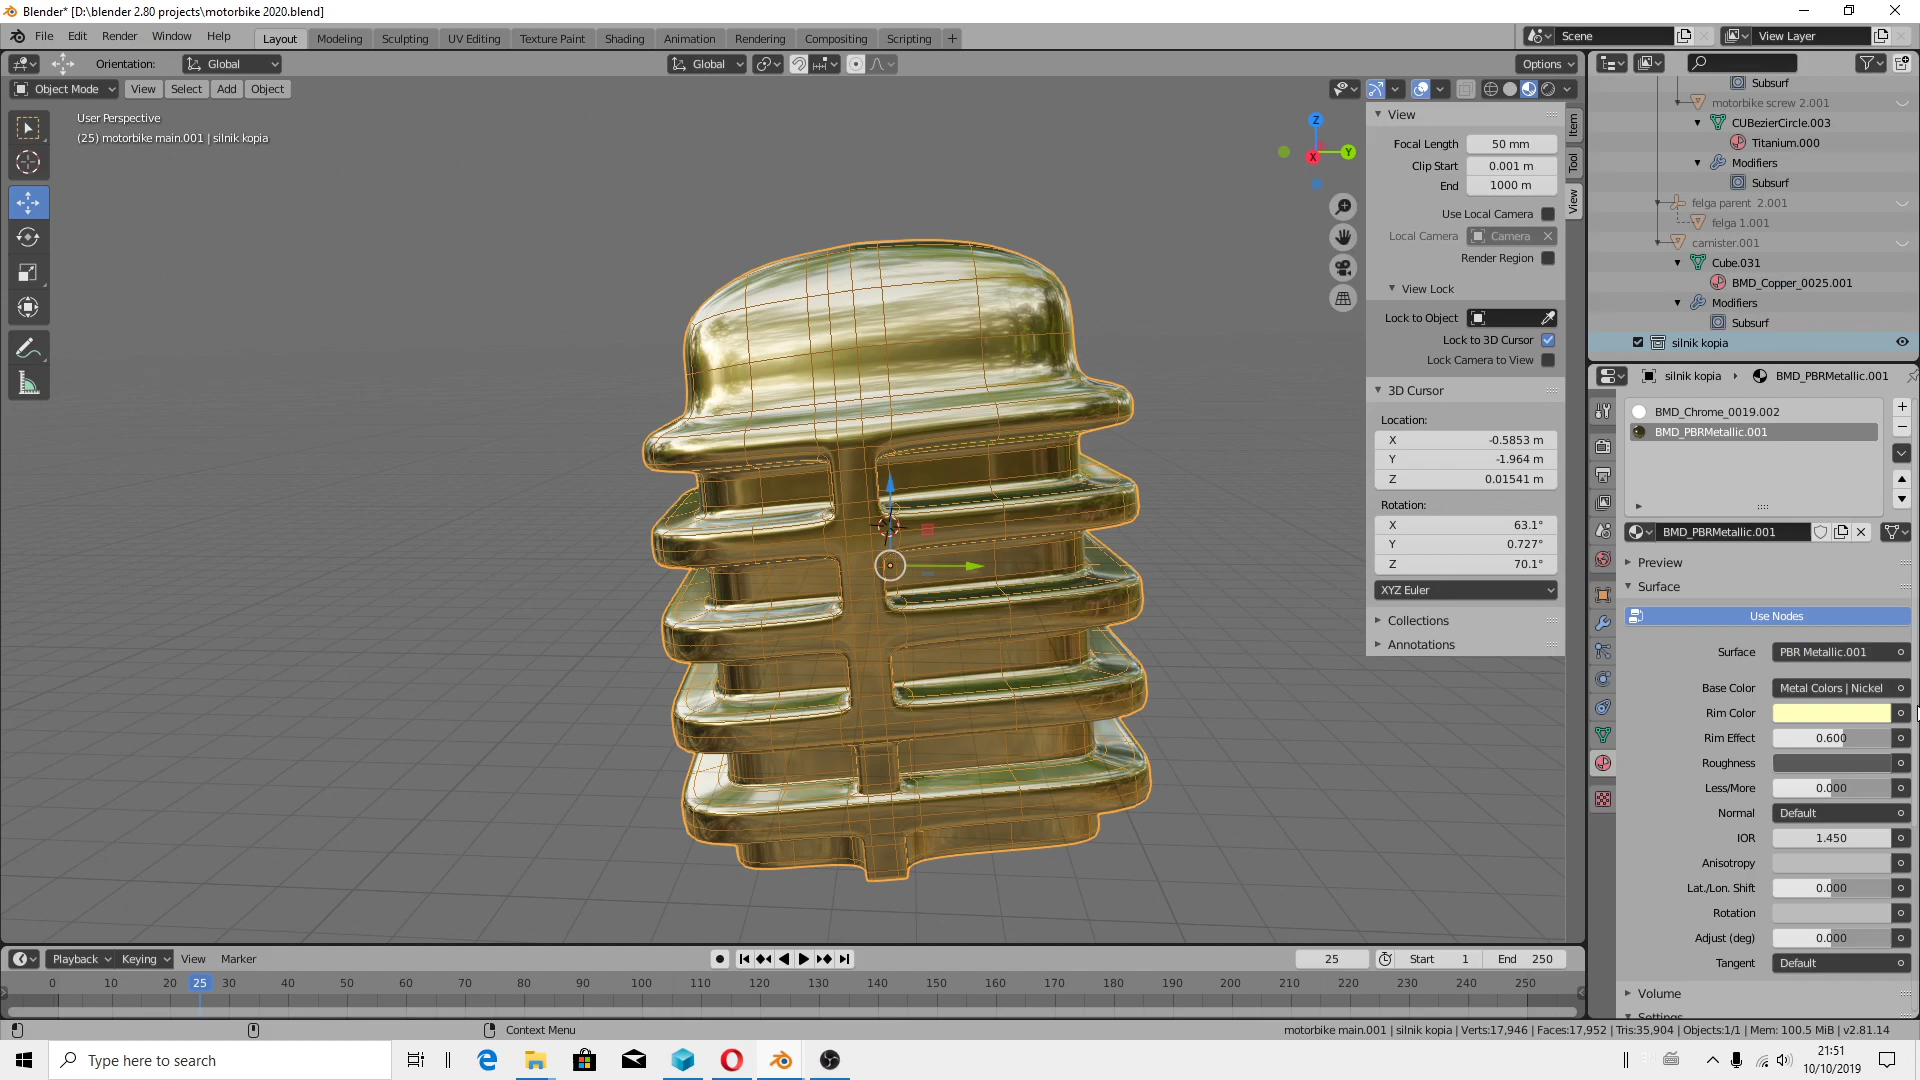 Blender* [D:\blender 2.80 projects\motorbike 2020.blend]
File Edit Render Window Help Layout Modeling Sculpting UV Editing Texture Paint Shading Animation Rendering Compositing Scripting + Scene View Layer
Orientation: Global Global Options
Object Mode View Select Add Object
User Perspective
(25) motorbike main.001 | silnik kopia
Z
Y
X
View
Focal Length 50 mm
Clip Start 0.001 m
End 1000 m
Use Local Camera
Local Camera Camera
Render Region
View Lock
Lock to Object
Lock to 3D Cursor
Lock Camera to View
3D Cursor
Location:
X -0.5853 m
Y -1.964 m
Z 0.01541 m
Rotation:
X 63.1°
Y 0.727°
Z 70.1°
XYZ Euler
Collections
Annotations
Item
Tool
View
Subsurf
motorbike screw 2.001
CUBezierCircle.003
Titanium.000
Modifiers
Subsurf
felga parent 2.001
felga 1.001
carnister.001
Cube.031
BMD_Copper_0025.001
Modifiers
Subsurf
silnik kopia
silnik kopia BMD_PBRMetallic.001
BMD_Chrome_0019.002
BMD_PBRMetallic.001
BMD_PBRMetallic.001
Preview
Surface
Use Nodes
Surface PBR Metallic.001
Base Color Metal Colors | Nickel
Rim Color
Rim Effect 0.600
Roughness
Less/More 0.000
Normal Default
IOR 1.450
Anisotropy
Lat./Lon. Shift 0.000
Rotation
Adjust (deg) 0.000
Tangent Default
Volume
Settings
Playback Keying View Marker 25 Start 1 End 250
0 10 20 25 30 40 50 60 70 80 90 100 110 120 130 140 150 160 170 180 190 200 210 220 230 240 250
Context Menu motorbike main.001 | silnik kopia | Verts:17,946 | Faces:17,952 | Tris:35,904 | Objects:1/1 | Mem: 100.5 MiB | v2.81.14
Type here to search
21:51
10/10/2019